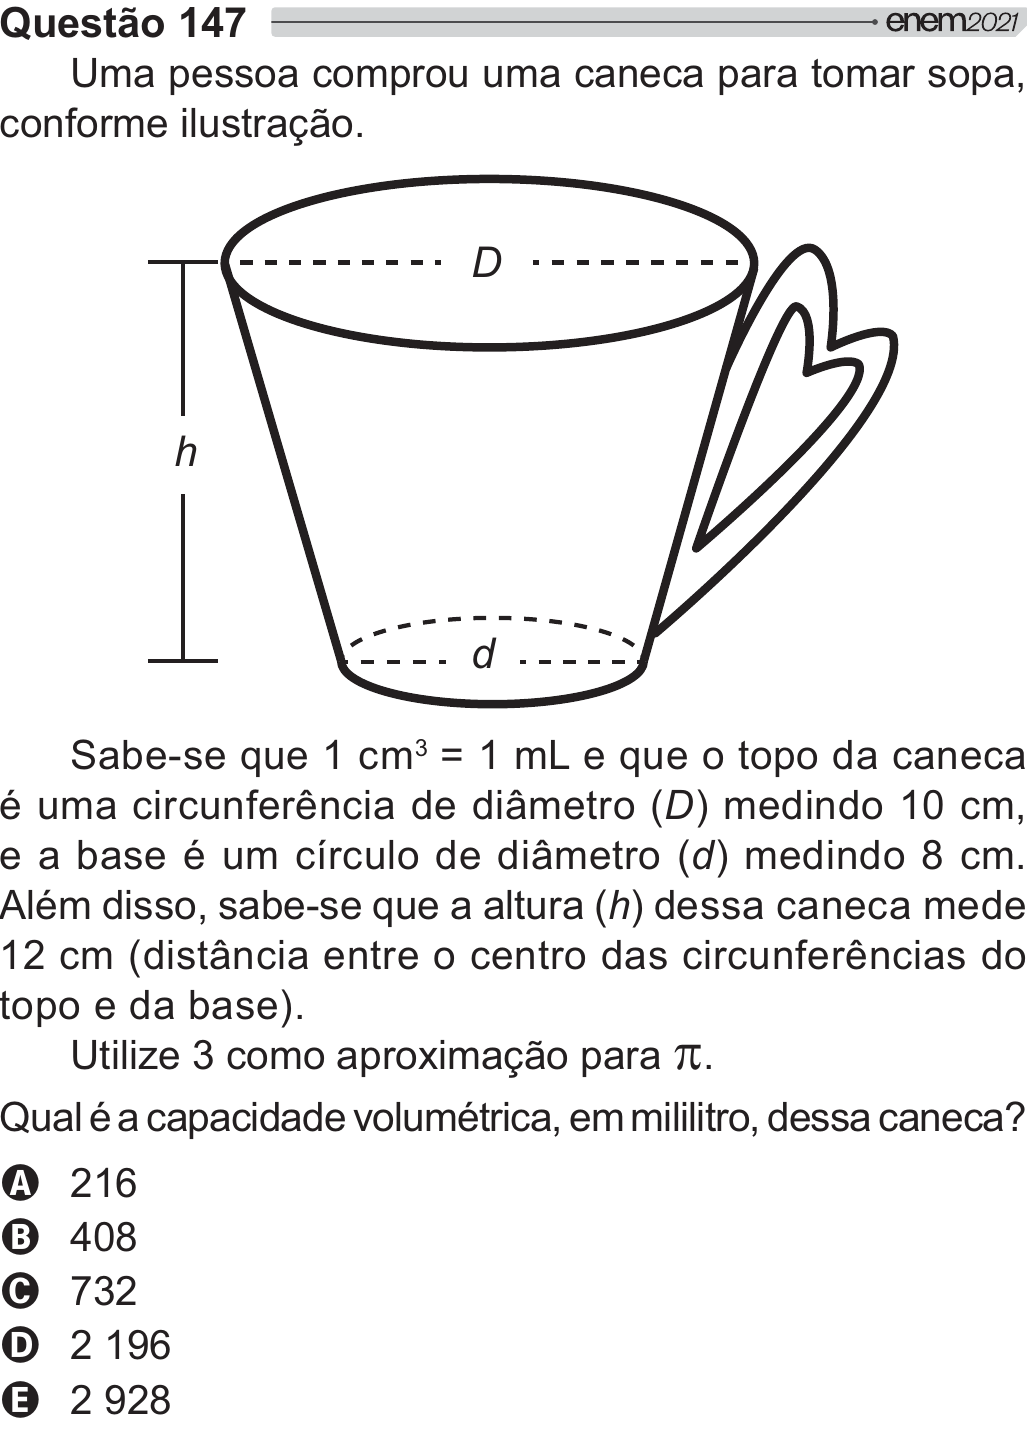 Questão 147 enem2021
Uma pessoa comprou uma caneca para tomar sopa,
conforme ilustração.
D
h
d
Sabe-se que 1 cm³ = 1 mL e que o topo da caneca
é uma circunferência de diâmetro (D) medindo 10 cm,
e a base é um círculo de diâmetro (d) medindo 8 cm.
Além disso, sabe-se que a altura (h) dessa caneca mede
12 cm (distância entre o centro das circunferências do
topo e da base).
Utilize 3 como aproximação para π.
Qual é a capacidade volumétrica, em mililitro, dessa caneca?
A 216
B 408
C 732
D 2 196
E 2 928